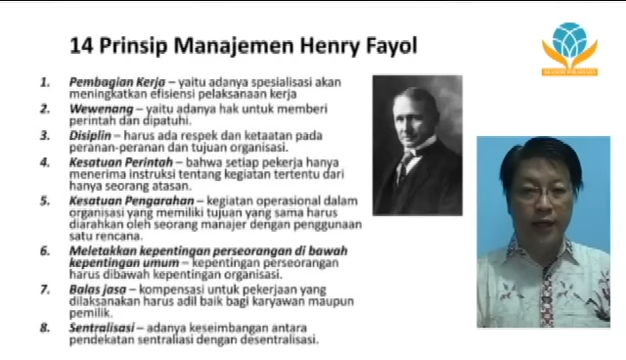 14 Prinsip Manajemen Henry Fayol
1. Pembagian Kerja – yaitu adanya spesialisasi akan
meningkatkan efisiensi pelaksanaan kerja
2. Wewenang – yaitu adanya hak untuk memberi
perintah dan dipatuhi.
3. Disiplin – harus ada respek dan ketaatan pada
peranan-peranan dan tujuan organisasi.
4. Kesatuan Perintah – bahwa setiap pekerja hanya
menerima instruksi tentang kegiatan tertentu dari
hanya seorang atasan.
5. Kesatuan Pengarahan – kegiatan operasional dalam
organisasi yang memiliki tujuan yang sama harus
diarahkan oleh seorang manajer dengan penggunaan
satu rencana.
6. Meletakkan kepentingan perseorangan di bawah
kepentingan umum – kepentingan perseorangan
harus dibawah kepentingan organisasi.
7. Balas jasa – kompensasi untuk pekerjaan yang
dilaksanakan harus adil baik bagi karyawan maupun
pemilik.
8. Sentralisasi – adanya keseimbangan antara
pendekatan sentraliasi dengan desentralisasi.